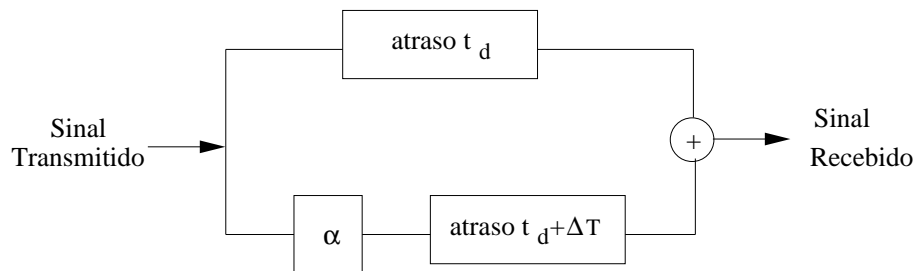 atraso t d
Sinal
Transmitido
+
Sinal
Recebido
α
atraso t d+ΔT